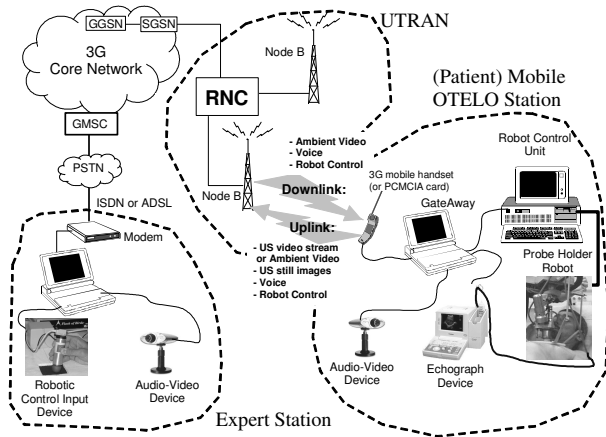 GGSN
SGSN
3G
Core Network
GMSC
PSTN
ISDN or ADSL
Modem
Robotic
Control Input
Device
Audio-Video
Device
Expert Station
UTRAN
Node B
RNC
Node B
- Ambient Video
- Voice
- Robot Control
Downlink:
Uplink:
- US video stream
or Ambient Video
- US still images
- Voice
- Robot Control
(Patient) Mobile
OTELO Station
3G mobile handset
(or PCMCIA card)
GateAway
Robot Control
Unit
Probe Holder
Robot
Audio-Video
Device
Echograph
Device